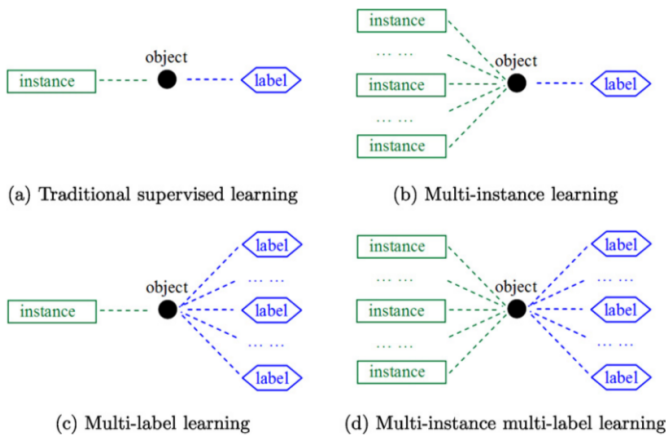 object
instance
label
(a) Traditional supervised learning
instance
... ...
object
instance
label
... ...
instance
(b) Multi-instance learning
label
object
... ...
instance
label
... ...
label
(c) Multi-label learning
instance
label
... ...
object
... ...
instance
label
... ...
... ...
instance
label
(d) Multi-instance multi-label learning